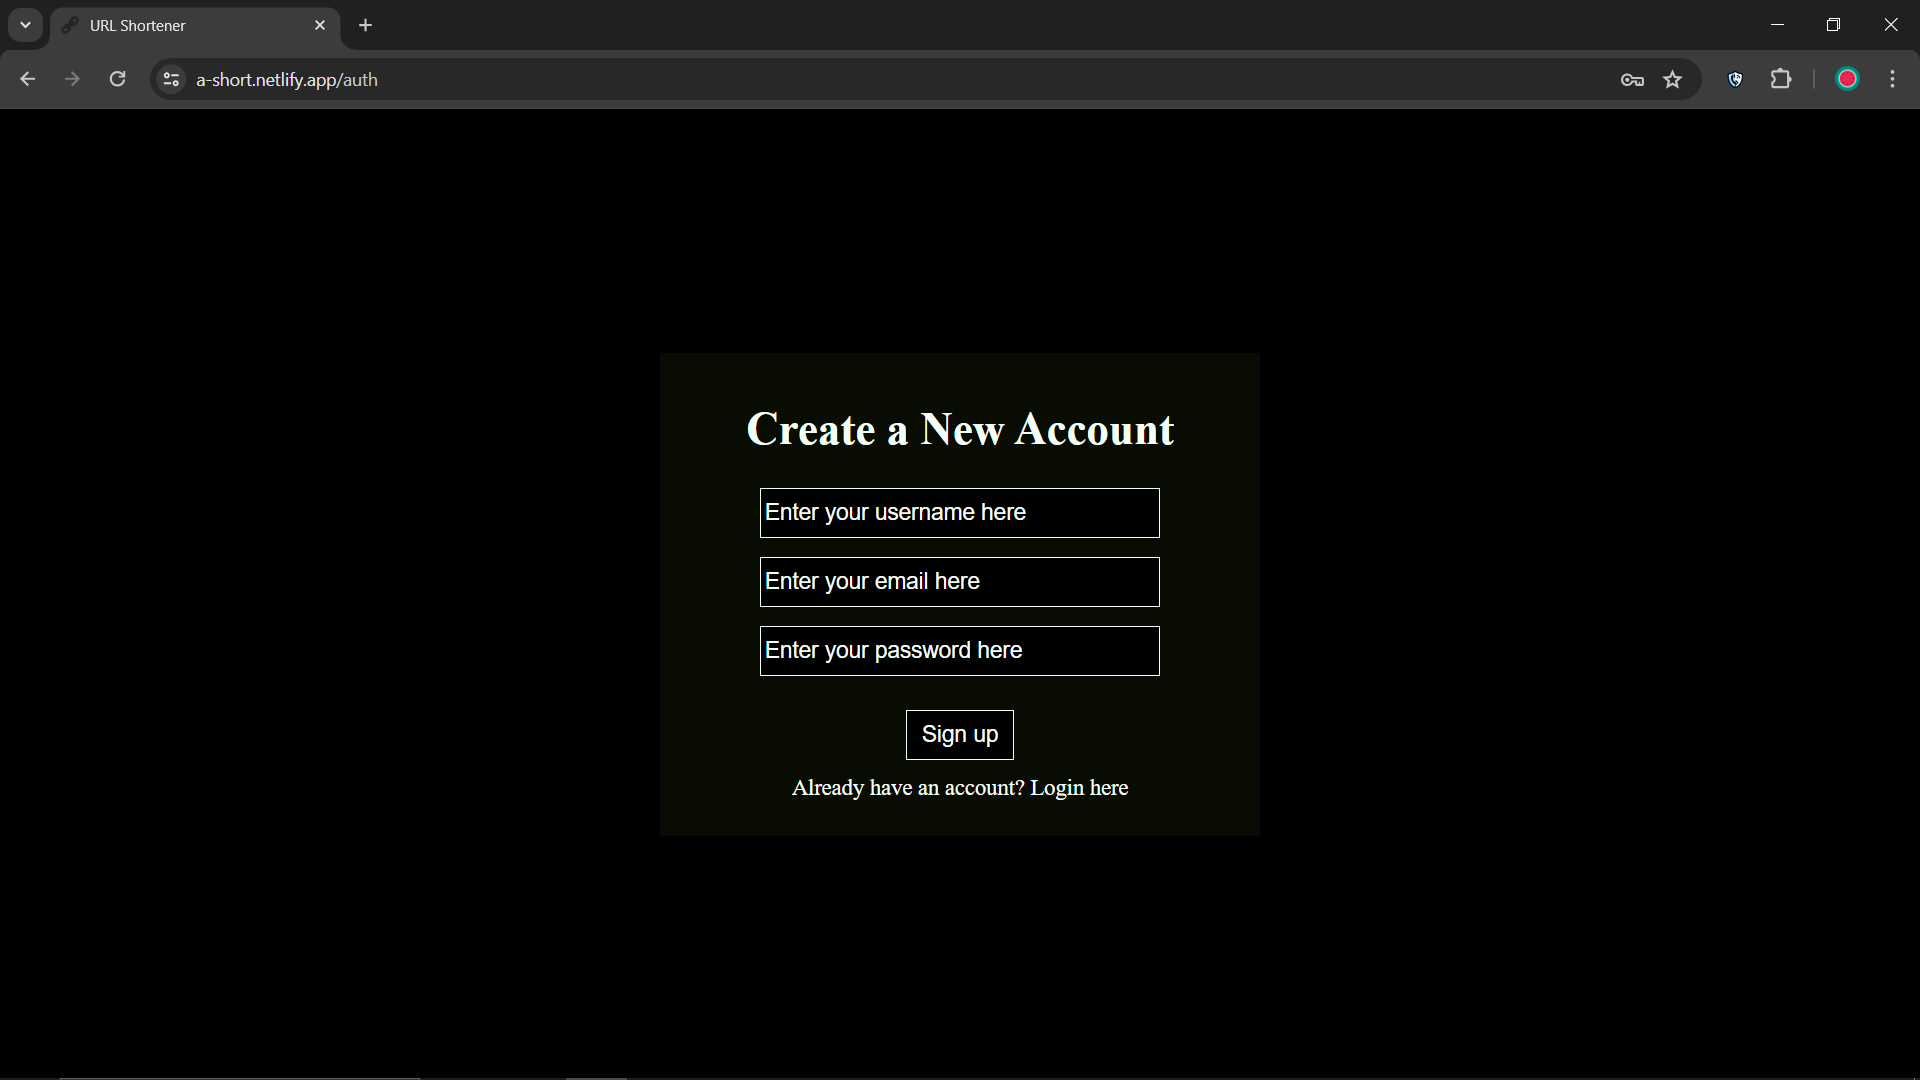 URL Shortener
a-short.netlify.app/auth
Create a New Account
Enter your username here
Enter your email here
Enter your password here
Sign up
Already have an account? Login here